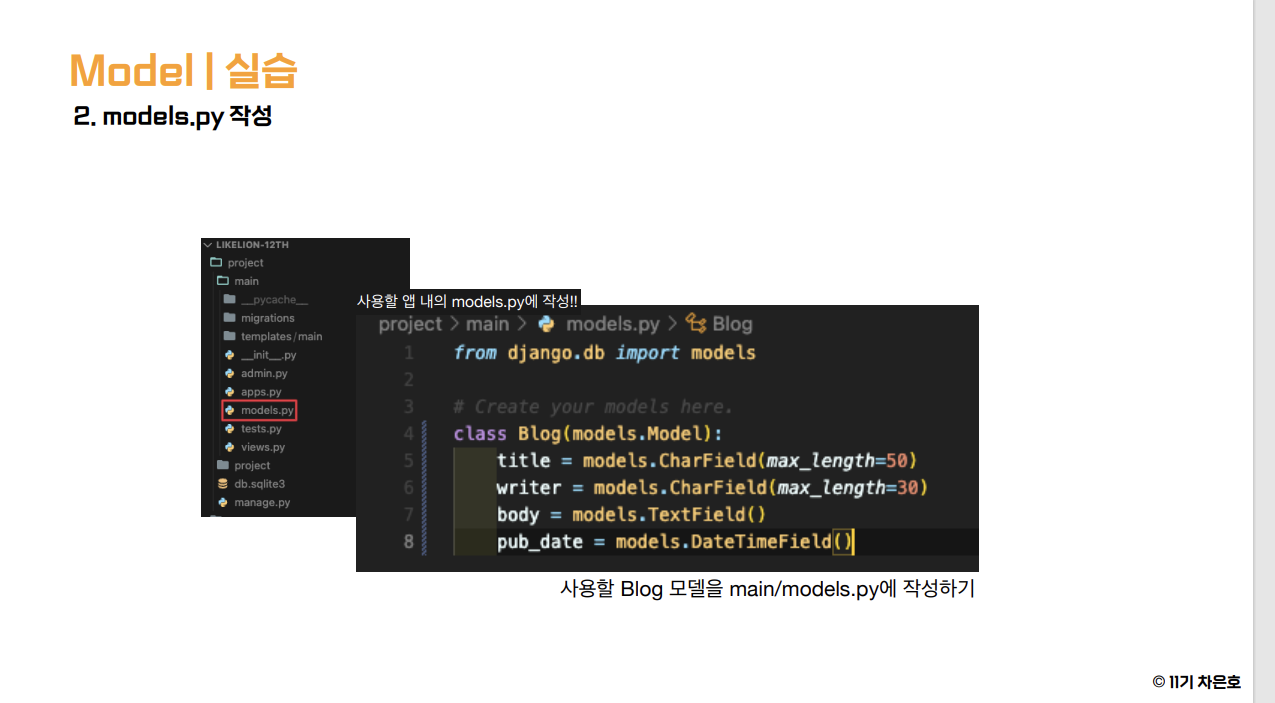 Model | 실습
2. models.py 작성
LIKELION-12TH
project
main
__pycache__
migrations
templates/main
__init__.py
admin.py
apps.py
models.py
tests.py
views.py
project
db.sqlite3
manage.py
사용할 앱 내의 models.py에 작성!!
project > main > models.py > Blog
1 from django.db import models
2
3 # Create your models here.
4 class Blog(models.Model):
5 title = models.CharField(max_length=50)
6 writer = models.CharField(max_length=30)
7 body = models.TextField()
8 pub_date = models.DateTimeField()
사용할 Blog 모델을 main/models.py에 작성하기
© 11기 차은호